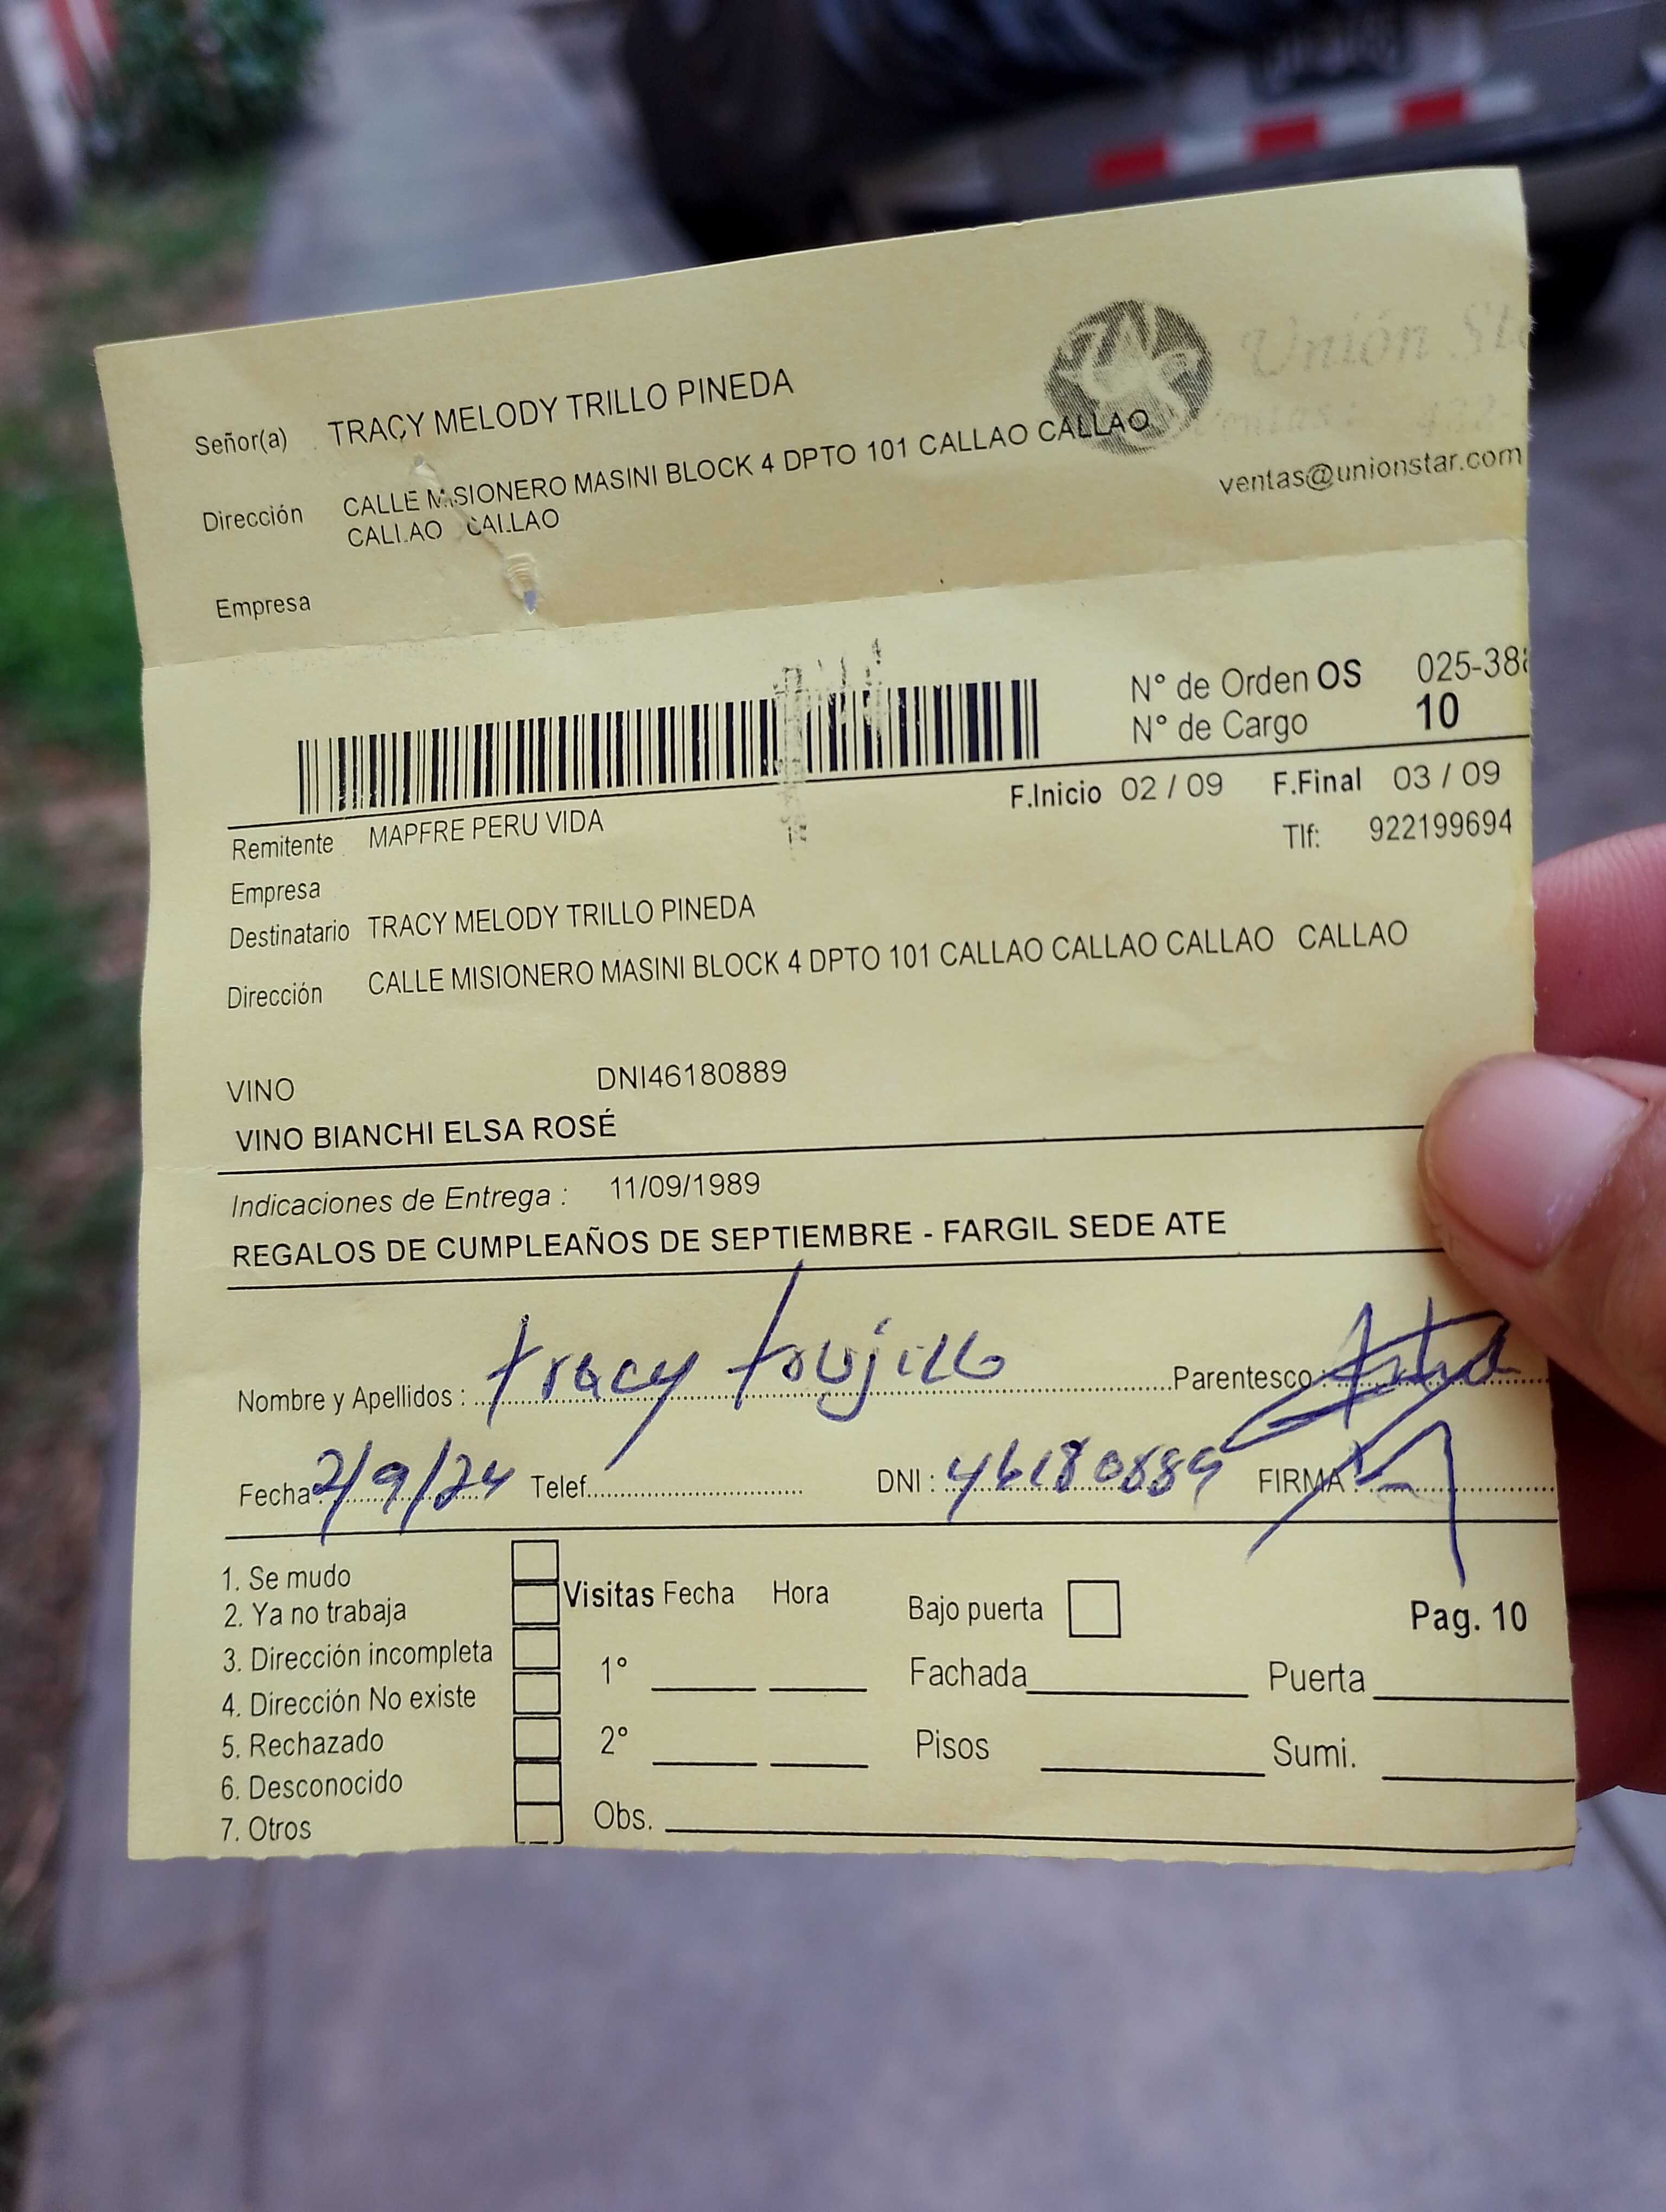 Unión
Señor(a) TRACY MELODY TRILLO PINEDA
Dirección CALLE MISIONERO MASINI BLOCK 4 DPTO 101 CALLAO CALLAO
CALLAO CALLAO
ventas@unionstar.com
Empresa
N° de Orden OS 025-38
N° de Cargo 10
F.Inicio 02 / 09 F.Final 03 / 09
Remitente MAPFRE PERU VIDA
Tlf: 922199694
Empresa
Destinatario TRACY MELODY TRILLO PINEDA
Dirección CALLE MISIONERO MASINI BLOCK 4 DPTO 101 CALLAO CALLAO CALLAO CALLAO
VINO DNI46180889
VINO BIANCHI ELSA ROSÉ
Indicaciones de Entrega : 11/09/1989
REGALOS DE CUMPLEAÑOS DE SEPTIEMBRE - FARGIL SEDE ATE
Nombre y Apellidos : tracy trujillo Parentesco :
Fecha : 2/9/24 Telef. DNI : 46180889 FIRMA :
1. Se mudo
2. Ya no trabaja
3. Dirección incompleta
4. Dirección No existe
5. Rechazado
6. Desconocido
7. Otros
Visitas Fecha Hora
1°
2°
Obs.
Bajo puerta
Fachada
Pisos
Pag. 10
Puerta
Sumi.